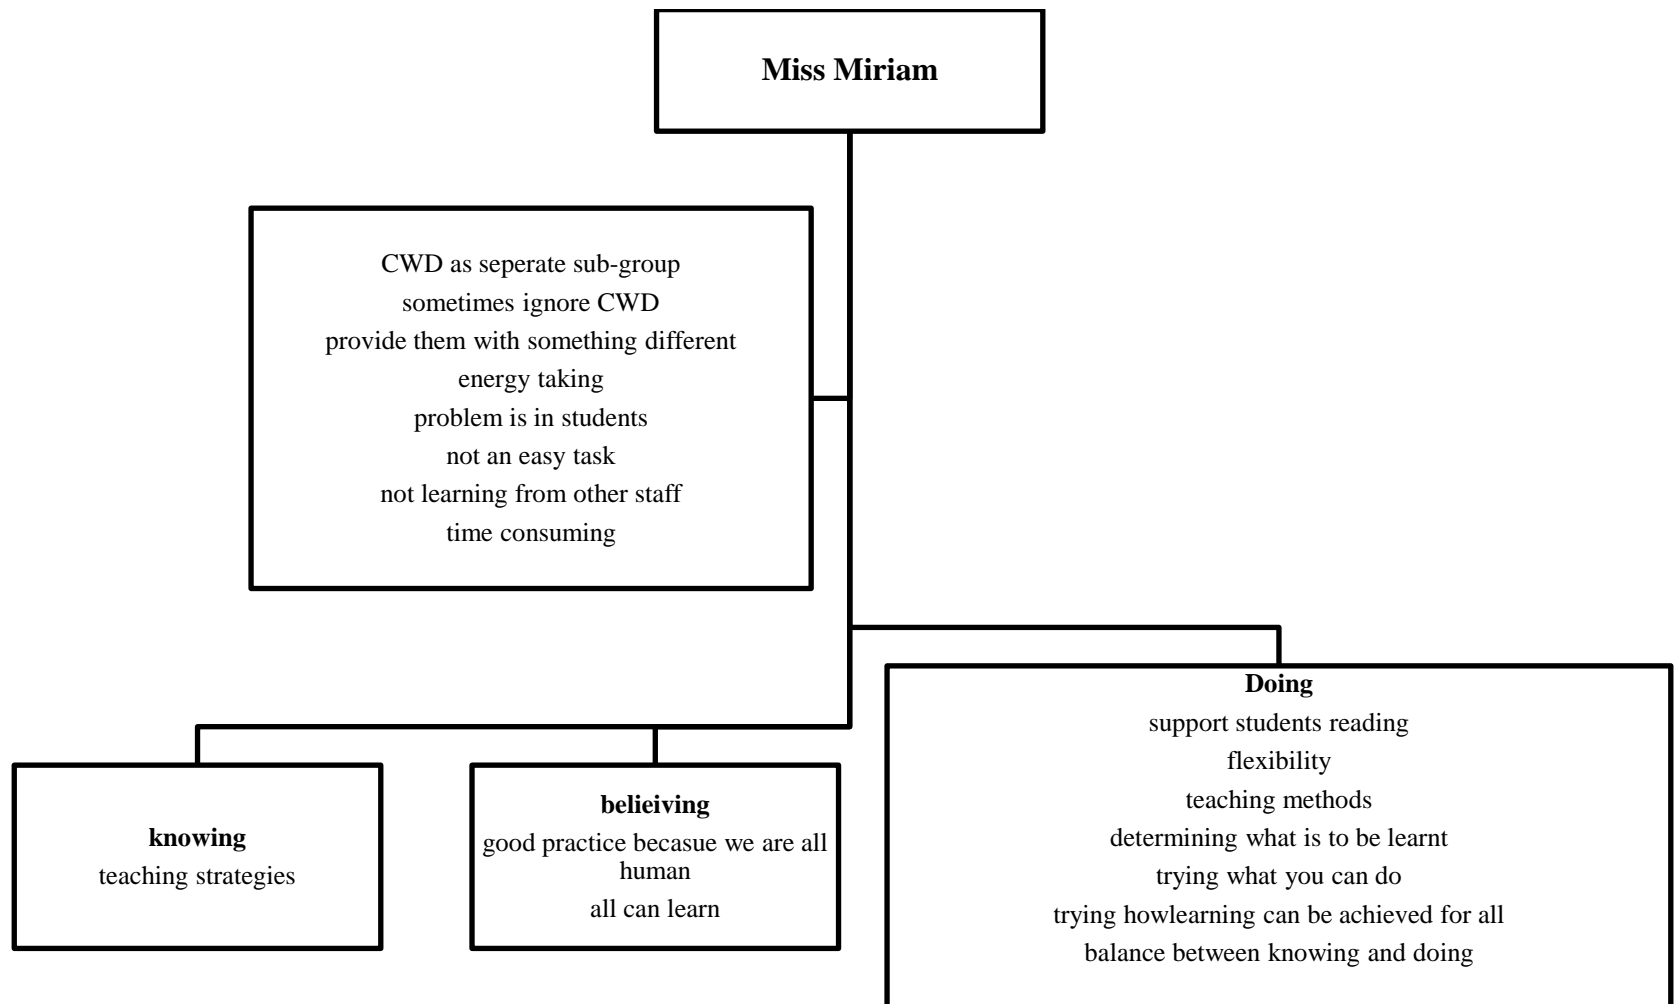 Miss Miriam
CWD as seperate sub-group
sometimes ignore CWD
provide them with something different
energy taking
problem is in students
not an easy task
not learning from other staff
time consuming
knowing
teaching strategies
belieiving
good practice becasue we are all
human
all can learn
Doing
support students reading
flexibility
teaching methods
determining what is to be learnt
trying what you can do
trying howlearning can be achieved for all
balance between knowing and doing